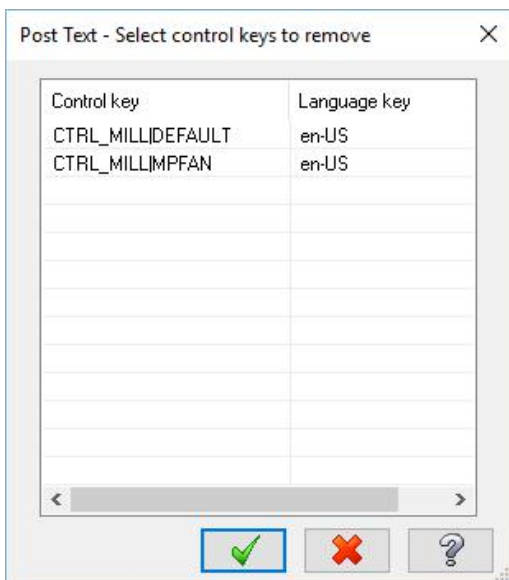 Post Text - Select control keys to remove
Control key Language key
CTRL_MILL|DEFAULT en-US
CTRL_MILL|MPFAN en-US